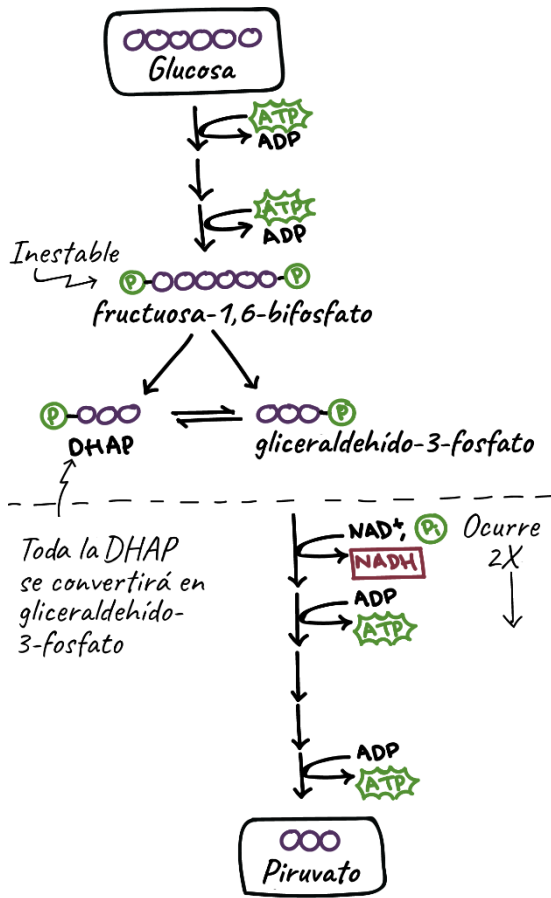 Glucosa
ATP
ADP
ATP
ADP
Inestable
P
P
fructuosa-1,6-bifosfato
P
P
DHAP
gliceraldehído-3-fosfato
Toda la DHAP
se convertirá en
gliceraldehído-
3-fosfato
NAD+, Pi
NADH
Ocurre
2X
ADP
ATP
ADP
ATP
Piruvato